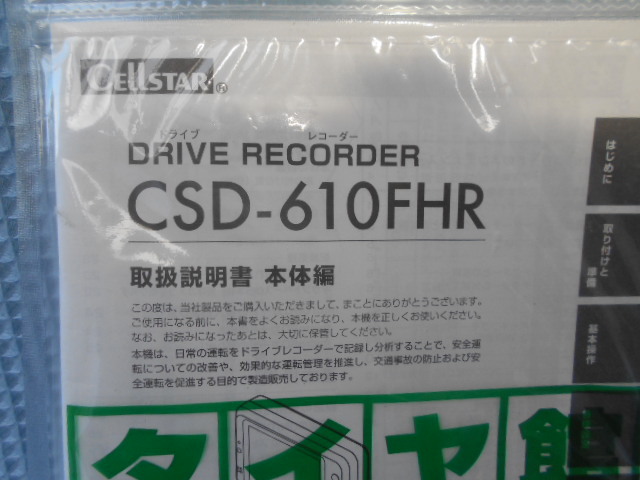 CELLSTAR®
ドライブ レコーダー
DRIVE RECORDER
CSD-610FHR
取扱説明書 本体編
この度は、当社製品をご購入いただきまして、まことにありがとうございます。
ご使用になる前に、本書をよくお読みになり、本機を正しくお使いください。
なお、お読みになったあとは、大切に保管してください。
本機は、日常の運転をドライブレコーダーで記録し分析することで、安全運
転についての改善や、効果的な運転管理を推進し、交通事故の防止および安
全運転を促進する目的で製造販売しております。
はじめに
取り付けと
準備
基本操作
タイヤ館